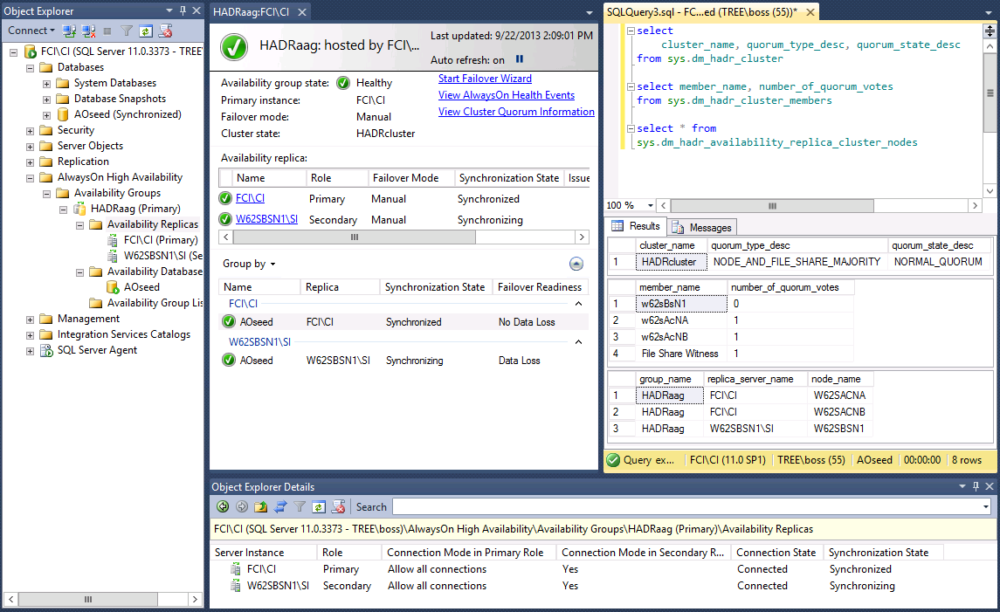 Object Explorer
Connect
FCI\CI (SQL Server 11.0.3373 - TREE
Databases
System Databases
Database Snapshots
AOseed (Synchronized)
Security
Server Objects
Replication
AlwaysOn High Availability
Availability Groups
HADRaag (Primary)
Availability Replicas
FCI\CI (Primary)
W62SBSN1\SI (Se
Availability Database
AOseed
Availability Group Lis
Management
Integration Services Catalogs
SQL Server Agent
HADRaag:FCI\CI
HADRaag: hosted by FCI\...
Last updated: 9/22/2013 2:09:01 PM
Auto refresh: on
Availability group state: Healthy
Primary instance: FCI\CI
Failover mode: Manual
Cluster state: HADRcluster
Start Failover Wizard
View AlwaysOn Health Events
View Cluster Quorum Information
Availability replica:
Name Role Failover Mode Synchronization State Issue
FCI\CI Primary Manual Synchronized
W62SBSN1\SI Secondary Manual Synchronizing
Group by
Name Replica Synchronization State Failover Readiness
FCI\CI
AOseed FCI\CI Synchronized No Data Loss
W62SBSN1\SI
AOseed W62SBSN1\SI Synchronizing Data Loss
SQLQuery3.sql - FC...ed (TREE\boss (55))*
select
cluster_name, quorum_type_desc, quorum_state_desc
from sys.dm_hadr_cluster
select member_name, number_of_quorum_votes
from sys.dm_hadr_cluster_members
select * from
sys.dm_hadr_availability_replica_cluster_nodes
100 %
Results Messages
cluster_name quorum_type_desc quorum_state_desc
1 HADRcluster NODE_AND_FILE_SHARE_MAJORITY NORMAL_QUORUM
member_name number_of_quorum_votes
1 w62sBsN1 0
2 w62sAcNA 1
3 w62sAcNB 1
4 File Share Witness 1
group_name replica_server_name node_name
1 HADRaag FCI\CI W62SACNA
2 HADRaag FCI\CI W62SACNB
3 HADRaag W62SBSN1\SI W62SBSN1
Query ex... FCI\CI (11.0 SP1) TREE\boss (55) AOseed 00:00:00 8 rows
Object Explorer Details
Search
FCI\CI (SQL Server 11.0.3373 - TREE\boss)\AlwaysOn High Availability\Availability Groups\HADRaag (Primary)\Availability Replicas
Server Instance Role Connection Mode in Primary Role Connection Mode in Secondary R... Connection State Synchronization State
FCI\CI Primary Allow all connections Yes Connected Synchronized
W62SBSN1\SI Secondary Allow all connections Yes Connected Synchronizing